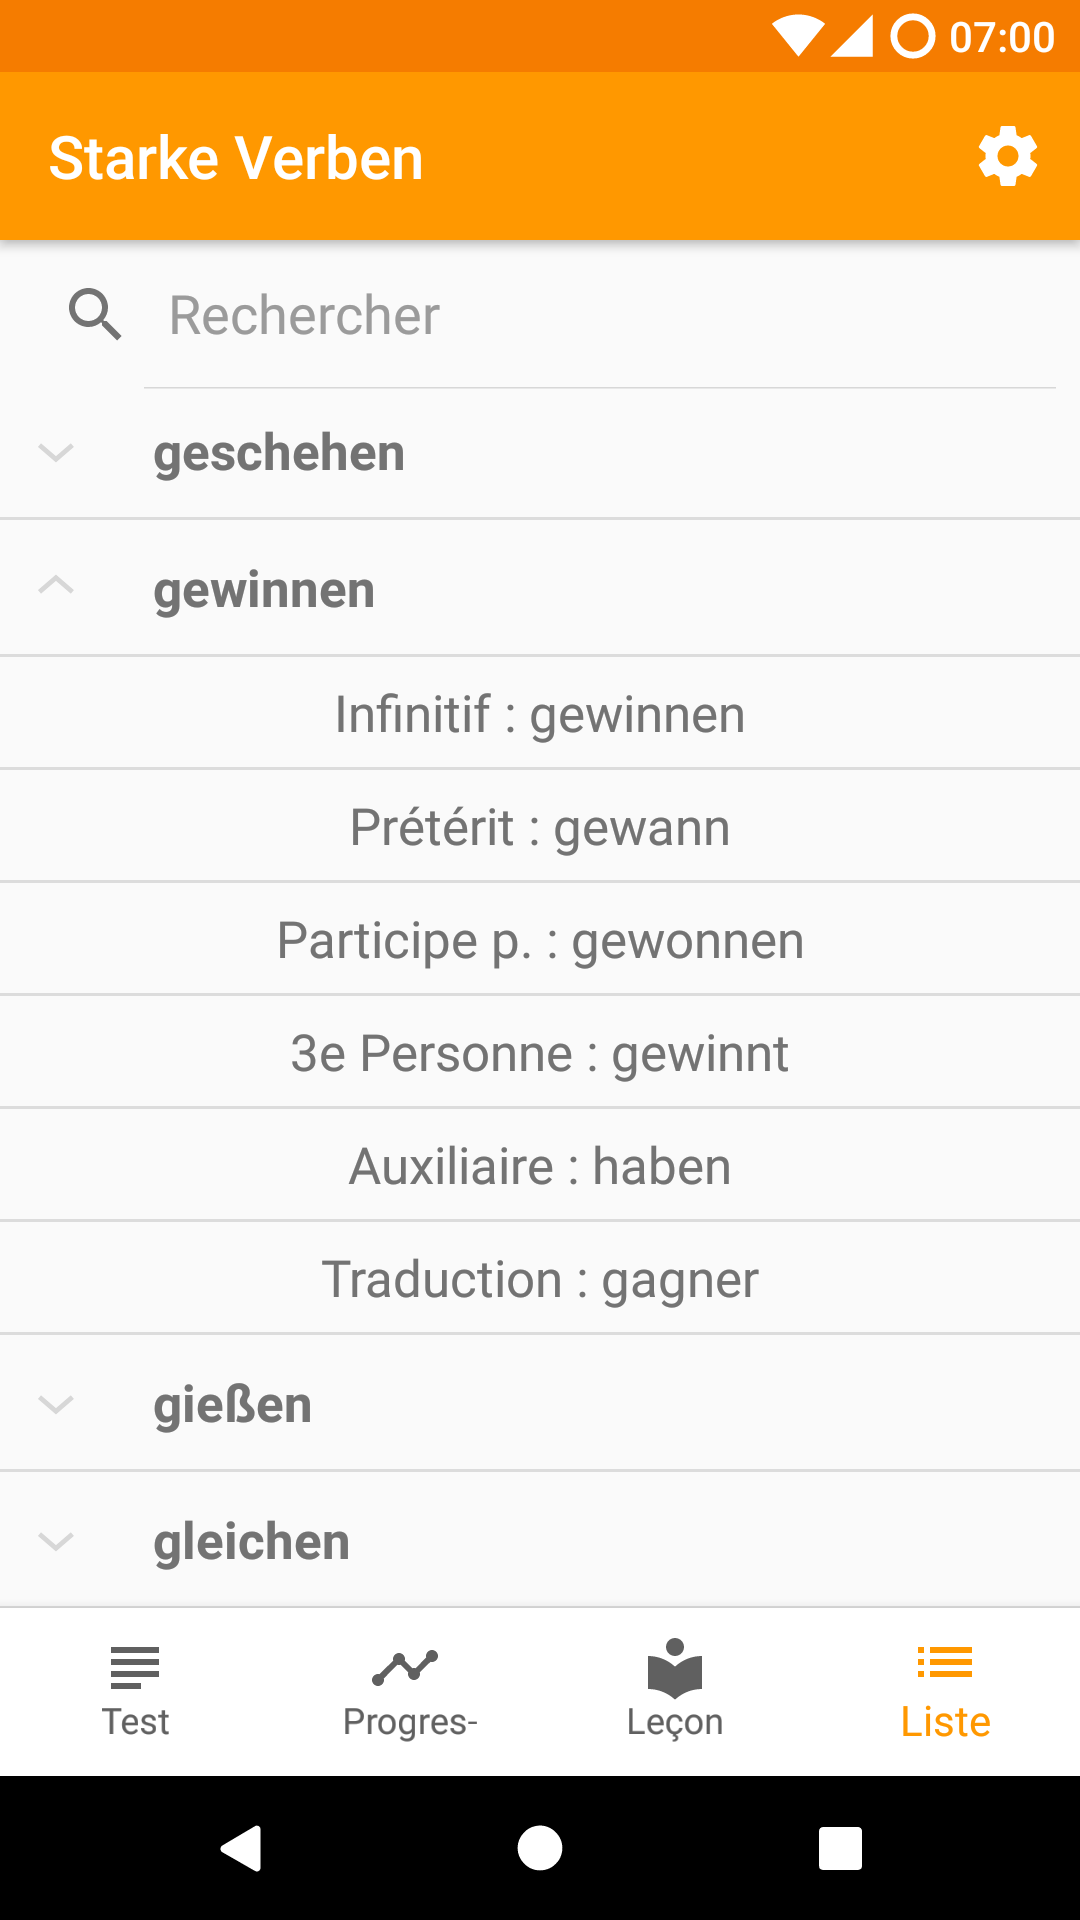 07:00
Starke Verben
Rechercher
geschehen
gewinnen
Infinitif : gewinnen
Prétérit : gewann
Participe p. : gewonnen
3e Personne : gewinnt
Auxiliaire : haben
Traduction : gagner
gießen
gleichen
Test
Progres-
Leçon
Liste